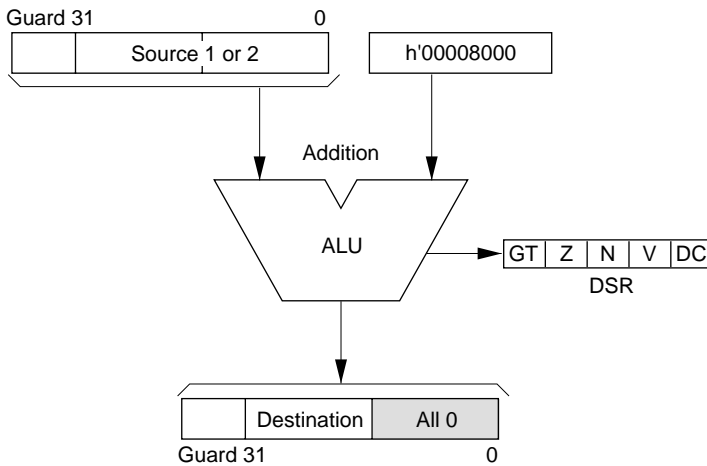 Guard 31 0
Source 1 or 2 h'00008000
Addition
ALU
GT Z N V DC
DSR
Destination All 0
Guard 31 0